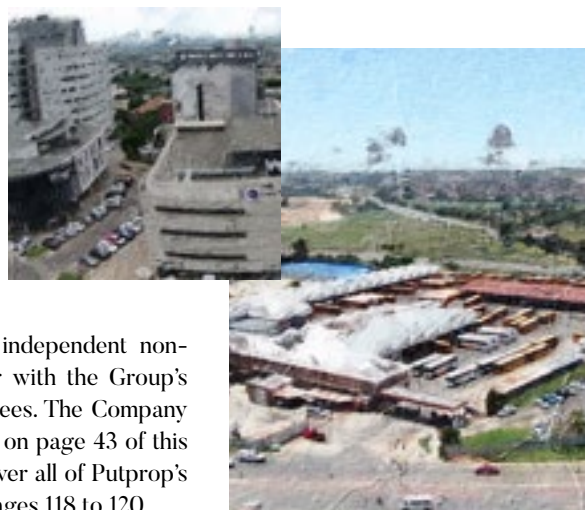 independent non-
with the Group's
ees. The Company
on page 43 of this
ver all of Putprop's
ges 118 to 120